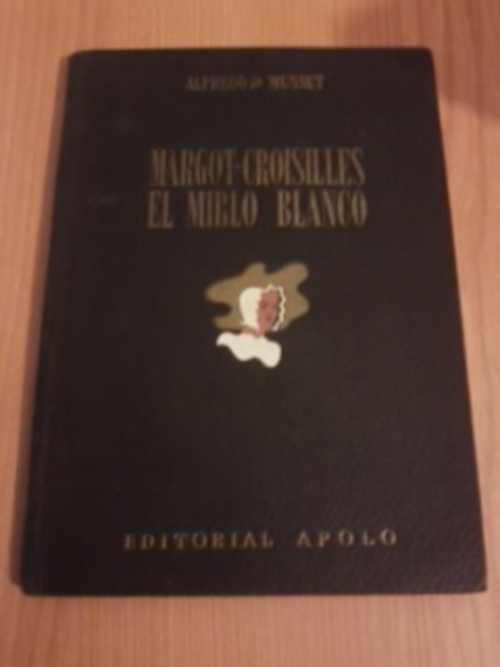 ALFREDO DE MUSSET
MARGOT-CROISILLES
EL MIRLO BLANCO
EDITORIAL APOLO